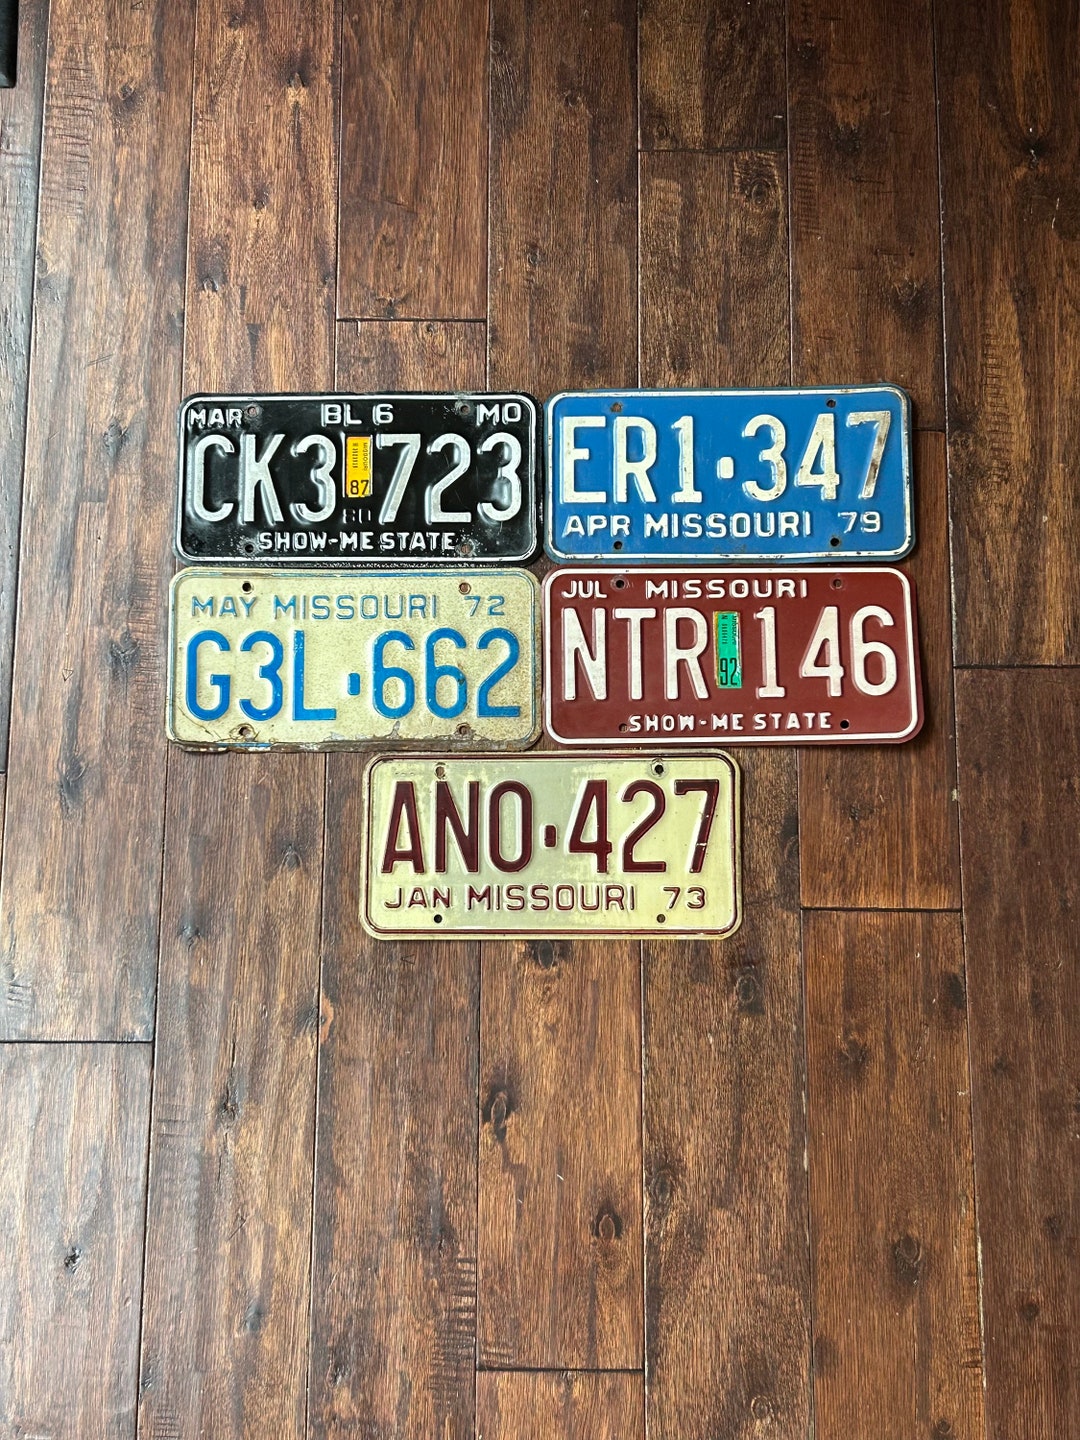 MAR BL 6 MO
CK3 723
87
80
SHOW-ME STATE
ER1·347
APR MISSOURI 79
MAY MISSOURI 72
G3L·662
JUL MISSOURI
NTR 146
92
SHOW-ME STATE
ANO·427
JAN MISSOURI 73